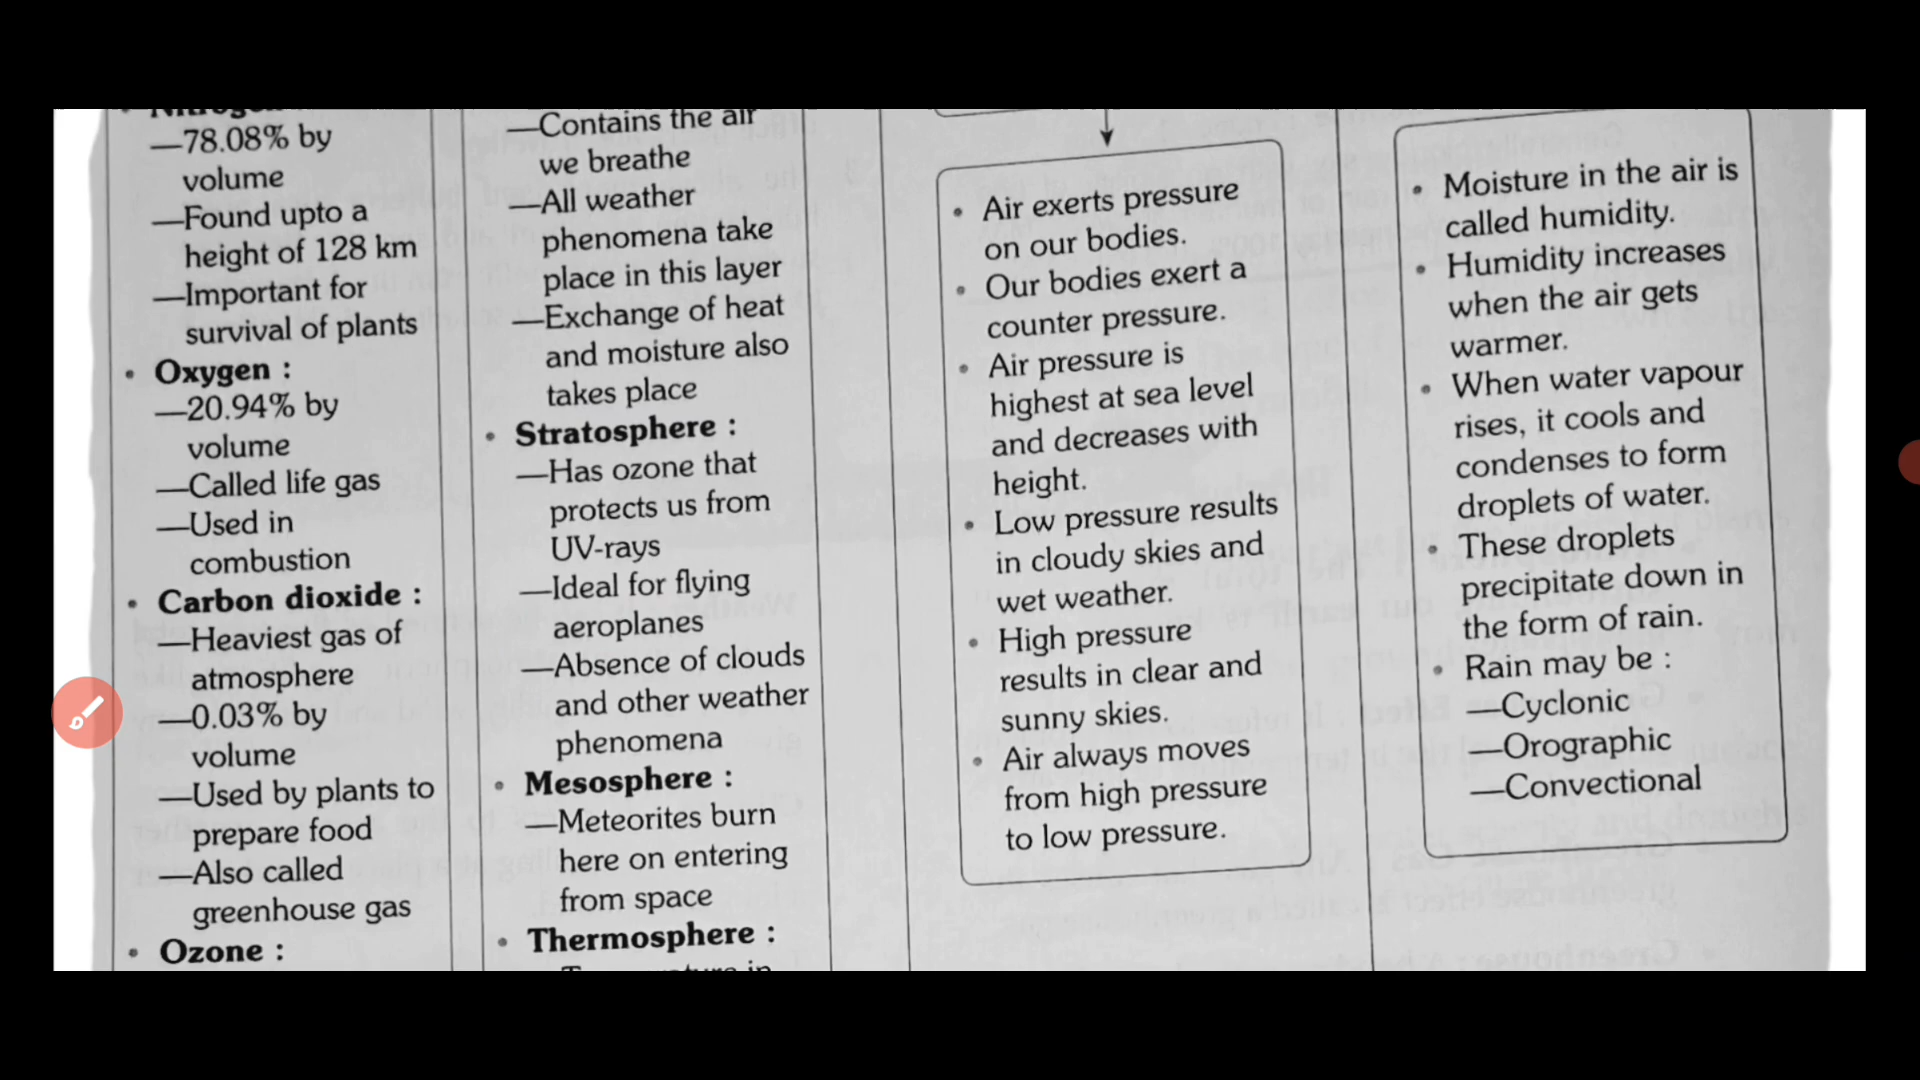 Nitrogen
—78.08% by
volume
—Found upto a
height of 128 km
—Important for
survival of plants
• Oxygen :
—20.94% by
volume
—Called life gas
—Used in
combustion
• Carbon dioxide :
—Heaviest gas of
atmosphere
—0.03% by
volume
—Used by plants to
prepare food
—Also called
greenhouse gas
• Ozone :
—Contains the air
we breathe
—All weather
phenomena take
place in this layer
—Exchange of heat
and moisture also
takes place
• Stratosphere :
—Has ozone that
protects us from
UV-rays
—Ideal for flying
aeroplanes
—Absence of clouds
and other weather
phenomena
• Mesosphere :
—Meteorites burn
here on entering
from space
• Thermosphere :
• Air exerts pressure
on our bodies.
• Our bodies exert a
counter pressure.
• Air pressure is
highest at sea level
and decreases with
height.
• Low pressure results
in cloudy skies and
wet weather.
• High pressure
results in clear and
sunny skies.
• Air always moves
from high pressure
to low pressure.
• Moisture in the air is
called humidity.
• Humidity increases
when the air gets
warmer.
• When water vapour
rises, it cools and
condenses to form
droplets of water.
• These droplets
precipitate down in
the form of rain.
• Rain may be :
—Cyclonic
—Orographic
—Convectional